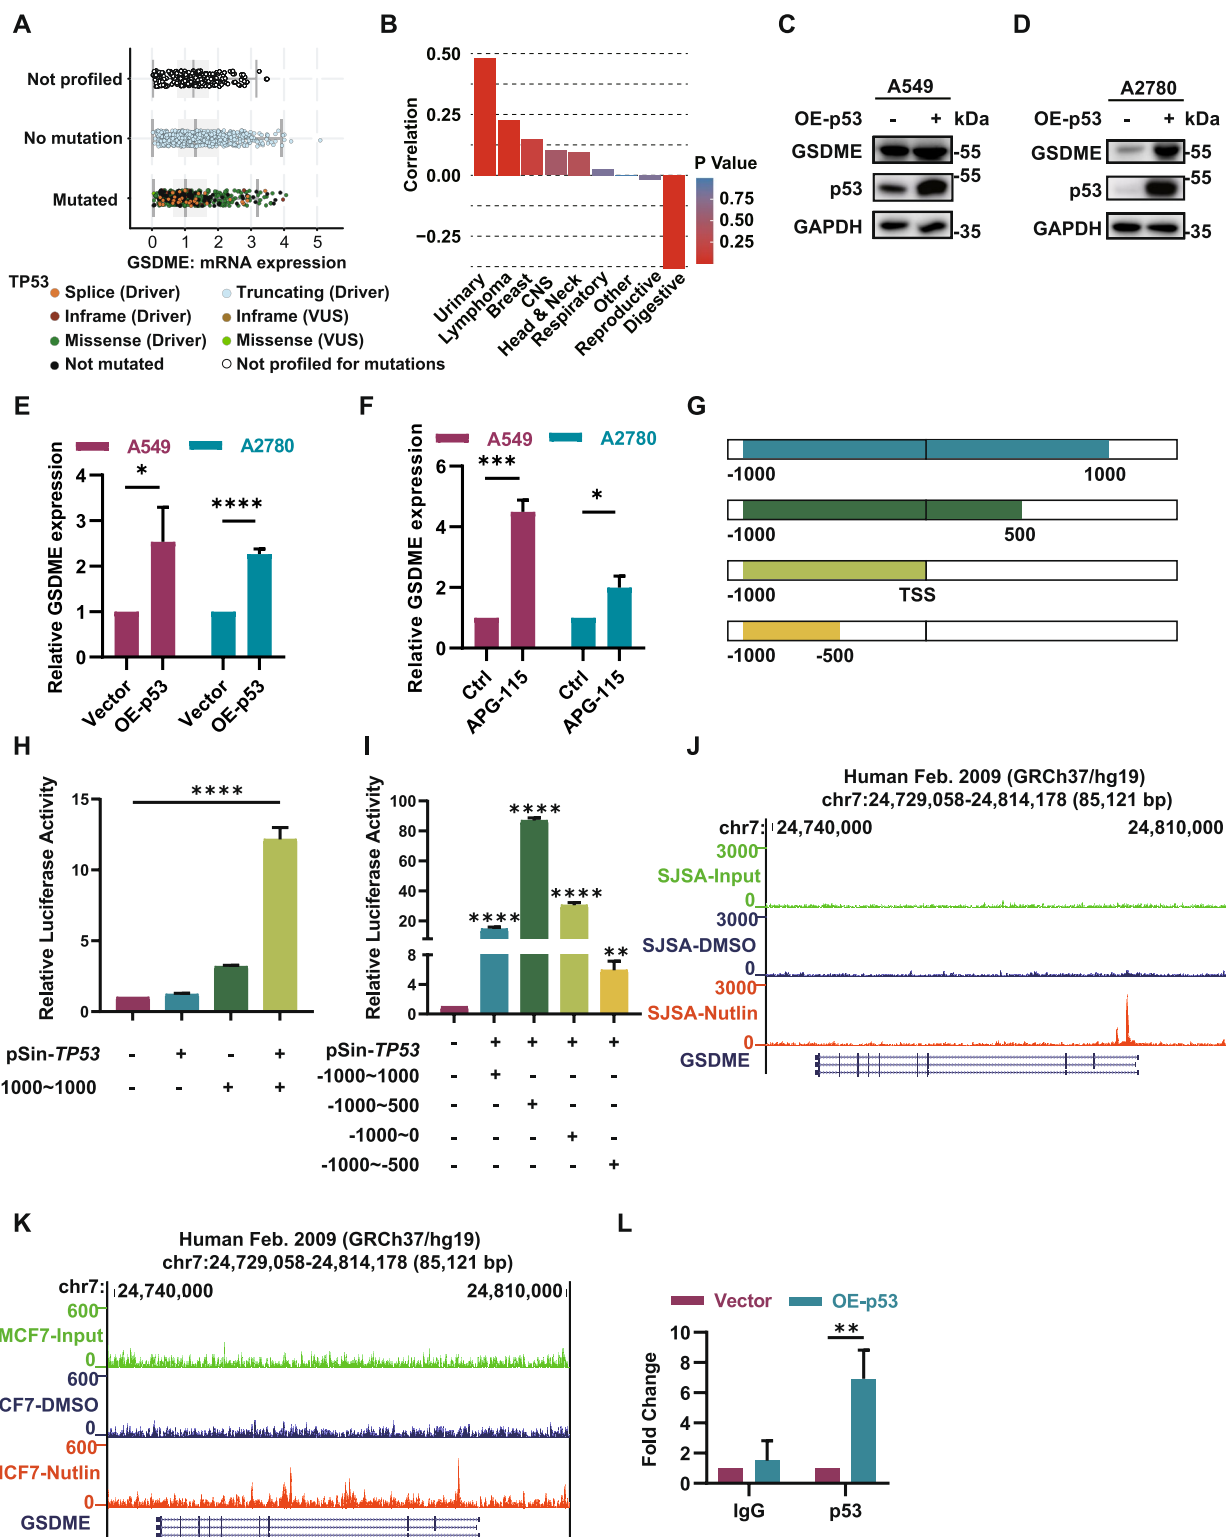 A
Not profiled
No mutation
Mutated
0 1 2 3 4 5
GSDME: mRNA expression
TP53
Splice (Driver)
Truncating (Driver)
Inframe (Driver)
Inframe (VUS)
Missense (Driver)
Missense (VUS)
Not mutated
Not profiled for mutations
B
Correlation
0.50
0.25
0.00
−0.25
Urinary
Lymphoma
Breast
CNS
Head & Neck
Respiratory
Other
Reproductive
Digestive
P Value
0.75
0.50
0.25
C
A549
OE-p53 - + kDa
GSDME -55
-55
p53
GAPDH -35
D
A2780
OE-p53 - + kDa
GSDME -55
-55
p53
GAPDH -35
E
A549 A2780
Relative GSDME expression
4
3
2
1
0
* ****
Vector
OE-p53
Vector
OE-p53
F
A549 A2780
Relative GSDME expression
6
4
2
0
*** *
Ctrl
APG-115
Ctrl
APG-115
G
-1000 1000
-1000 500
-1000 TSS
-1000 -500
H
Relative Luciferase Activity
15
10
5
0
****
pSin-TP53 - + - +
1000~1000 - - + +
I
Relative Luciferase Activity
100
80
60
40
20
8
4
0
**** **** **** **
pSin-TP53 - + + + +
-1000~1000 - + - - -
-1000~500 - - + - -
-1000~0 - - - + -
-1000~-500 - - - - +
J
Human Feb. 2009 (GRCh37/hg19)
chr7:24,729,058-24,814,178 (85,121 bp)
chr7: 24,740,000 24,810,000
3000
SJSA-Input
0
3000
SJSA-DMSO
0
3000
SJSA-Nutlin
0
GSDME
K
Human Feb. 2009 (GRCh37/hg19)
chr7:24,729,058-24,814,178 (85,121 bp)
chr7: 24,740,000 24,810,000
600
MCF7-Input
0
600
CF7-DMSO
0
600
MCF7-Nutlin
0
GSDME
L
Vector OE-p53
Fold Change
10
8
6
4
2
0
**
IgG p53